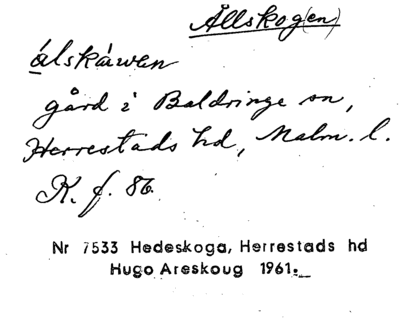 Ållskog(en)
ålskåwen
gård i Baldringe sn,
Herrestads hd, Malm. l.
K. f. 86.
Nr 7533 Hedeskoga, Herrestads hd
Hugo Areskoug 1961.